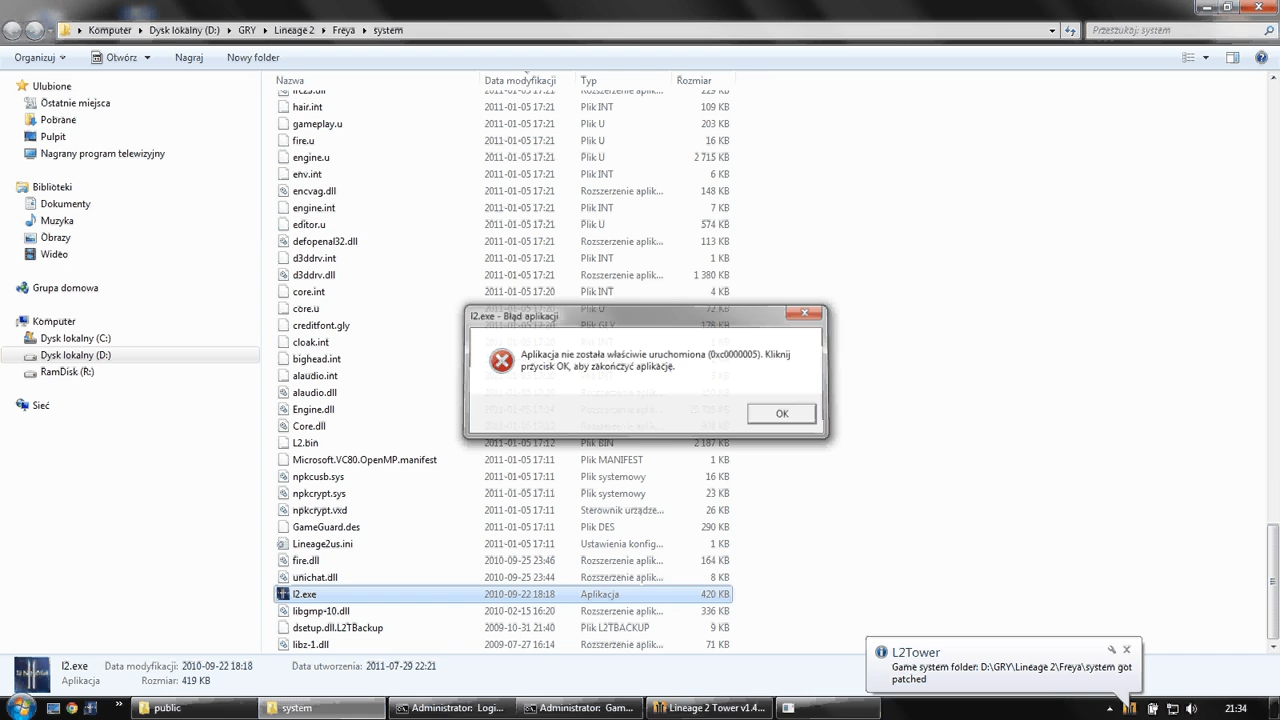 Komputer ▸ Dysk lokalny (D:) ▸ GRY ▸ Lineage 2 ▸ Freya ▸ system
Przeszukaj: system
Organizuj Otwórz Nagraj Nowy folder
Nazwa Data modyfikacji Typ Rozmiar
Ulubione
Ostatnie miejsca
Pobrane
Pulpit
Nagrany program telewizyjny
Biblioteki
Dokumenty
Muzyka
Obrazy
Wideo
Grupa domowa
Komputer
Dysk lokalny (C:)
Dysk lokalny (D:)
RamDisk (R:)
Sieć
hair.int 2011-01-05 17:21 Plik INT 109 KB
gameplay.u 2011-01-05 17:21 Plik U 203 KB
fire.u 2011-01-05 17:21 Plik U 16 KB
engine.u 2011-01-05 17:21 Plik U 2 715 KB
env.int 2011-01-05 17:21 Plik INT 6 KB
encvag.dll 2011-01-05 17:21 Rozszerzenie aplik... 148 KB
engine.int 2011-01-05 17:21 Plik INT 7 KB
editor.u 2011-01-05 17:21 Plik U 574 KB
defopenal32.dll 2011-01-05 17:21 Rozszerzenie aplik... 113 KB
d3ddrv.int 2011-01-05 17:21 Plik INT 1 KB
d3ddrv.dll 2011-01-05 17:21 Rozszerzenie aplik... 1 380 KB
core.int 2011-01-05 17:20 Plik INT 4 KB
core.u 2011-01-05 17:20 Plik U 72 KB
creditfont.gly Plik GLY 178 KB
cloak.int
bighead.int
alaudio.int
alaudio.dll
Engine.dll
Core.dll
L2.bin 2011-01-05 17:12 Plik BIN 2 187 KB
Microsoft.VC80.OpenMP.manifest 2011-01-05 17:11 Plik MANIFEST 1 KB
npkcusb.sys 2011-01-05 17:11 Plik systemowy 16 KB
npkcrypt.sys 2011-01-05 17:11 Plik systemowy 23 KB
npkcrypt.vxd 2011-01-05 17:11 Sterownik urządze... 26 KB
GameGuard.des 2011-01-05 17:11 Plik DES 290 KB
Lineage2us.ini 2011-01-05 17:11 Ustawienia konfig... 1 KB
fire.dll 2010-09-25 23:46 Rozszerzenie aplik... 164 KB
unichat.dll 2010-09-25 23:44 Rozszerzenie aplik... 8 KB
l2.exe 2010-09-22 18:18 Aplikacja 420 KB
libgmp-10.dll 2010-02-15 16:20 Rozszerzenie aplik... 336 KB
dsetup.dll.L2TBackup 2009-10-31 21:40 Plik L2TBACKUP 9 KB
libz-1.dll 2009-07-27 16:14 Rozszerzenie aplik... 71 KB
l2.exe - Błąd aplikacji
Aplikacja nie została właściwie uruchomiona (0xc0000005). Kliknij
przycisk OK, aby zakończyć aplikację.
OK
l2.exe Data modyfikacji: 2010-09-22 18:18 Data utworzenia: 2011-07-29 22:21
Aplikacja Rozmiar: 419 KB
L2Tower
Game system folder: D:\GRY\Lineage 2\Freya\system got
patched
public system Administrator: Logi... Administrator: Gam... Lineage 2 Tower v1.4... 21:34